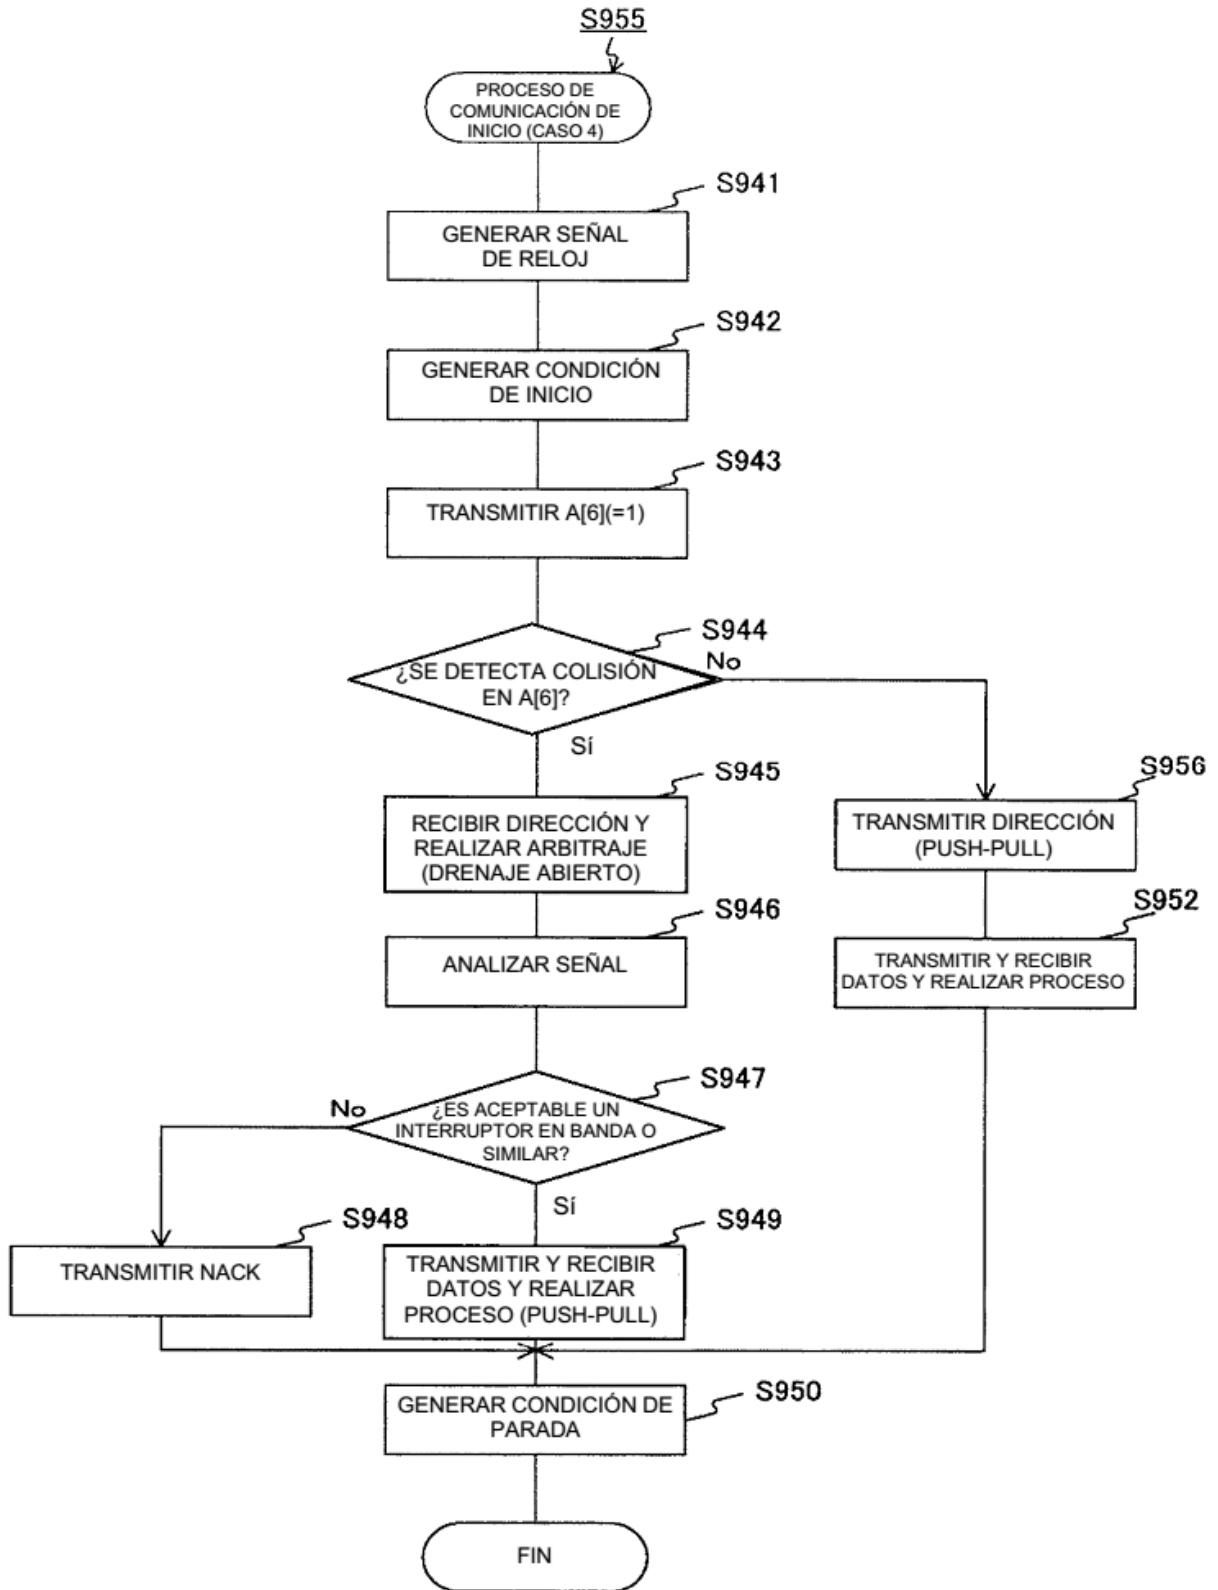 S955
PROCESO DE
COMUNICACIÓN DE
INICIO (CASO 4)
S941
GENERAR SEÑAL
DE RELOJ
S942
GENERAR CONDICIÓN
DE INICIO
S943
TRANSMITIR A[6](=1)
S944
¿SE DETECTA COLISIÓN
EN A[6]?
No
Sí
S945
RECIBIR DIRECCIÓN Y
REALIZAR ARBITRAJE
(DRENAJE ABIERTO)
S956
TRANSMITIR DIRECCIÓN
(PUSH-PULL)
S946
ANALIZAR SEÑAL
S952
TRANSMITIR Y RECIBIR
DATOS Y REALIZAR PROCESO
S947
¿ES ACEPTABLE UN
INTERRUPTOR EN BANDA O
SIMILAR?
No
Sí
S948
TRANSMITIR NACK
S949
TRANSMITIR Y RECIBIR
DATOS Y REALIZAR
PROCESO (PUSH-PULL)
S950
GENERAR CONDICIÓN DE
PARADA
FIN